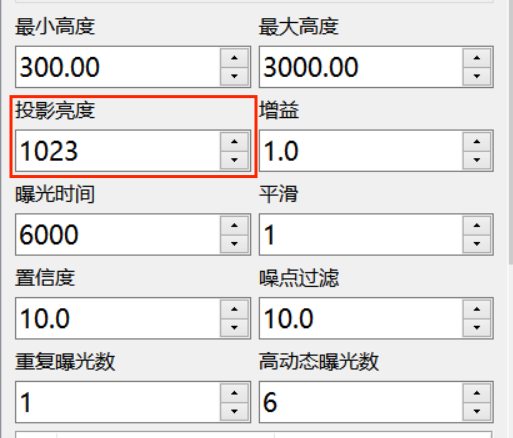 最小高度 最大高度
300.00 3000.00
投影亮度 增益
1023 1.0
曝光时间 平滑
6000 1
置信度 噪点过滤
10.0 10.0
重复曝光数 高动态曝光数
1 6